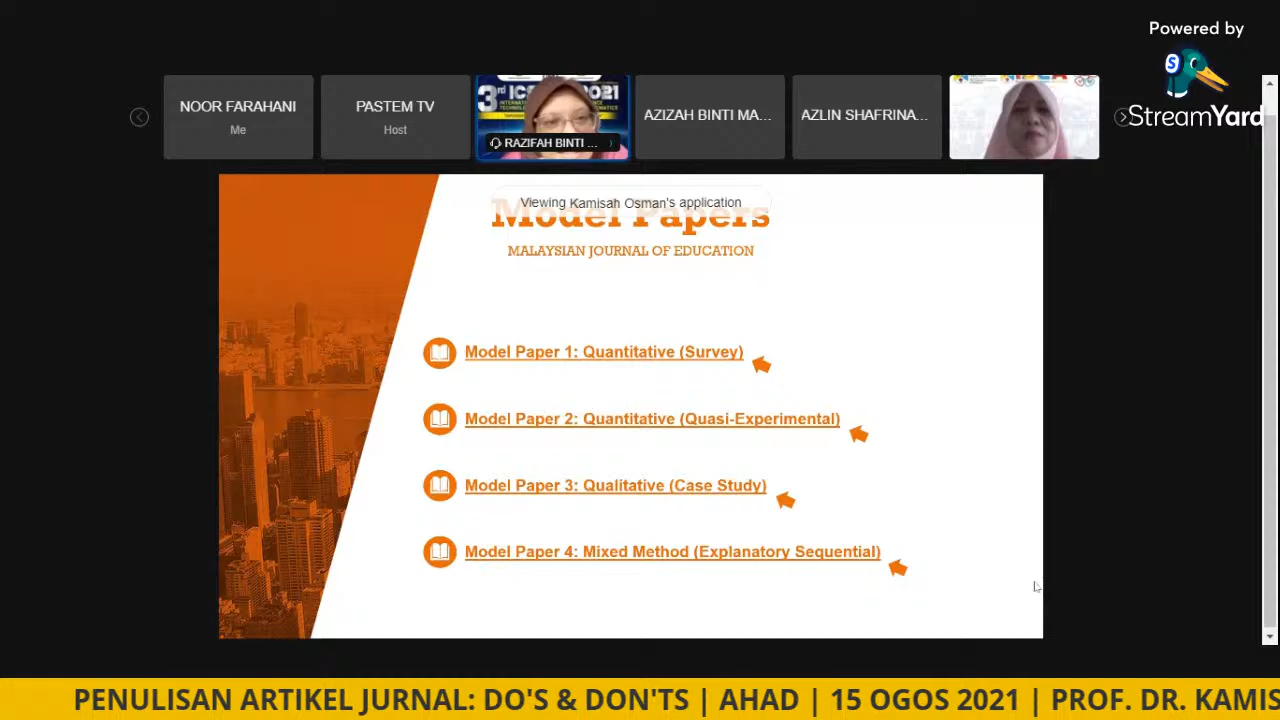 Powered by
StreamYard
NOOR FARAHANI
Me
PASTEM TV
Host
3rd
2021
RAZIFAH BINTI ...
AZIZAH BINTI MA...
AZLIN SHAFRINA...
Viewing Kamisah Osman's application
Model Papers
MALAYSIAN JOURNAL OF EDUCATION
Model Paper 1: Quantitative (Survey)
Model Paper 2: Quantitative (Quasi-Experimental)
Model Paper 3: Qualitative (Case Study)
Model Paper 4: Mixed Method (Explanatory Sequential)
PENULISAN ARTIKEL JURNAL: DO'S & DON'TS | AHAD | 15 OGOS 2021 | PROF. DR. KAMIS